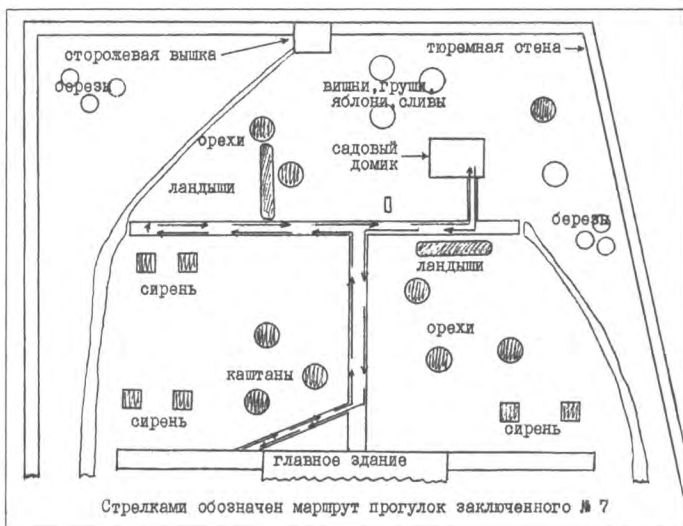 сторожевая вышка
тюремная стена
березы
вишни, груши,
яблони, сливы
орехи
садовый
домик
ландыши
березы
ландыши
сирень
орехи
каштаны
сирень
сирень
главное здание
Стрелками обозначен маршрут прогулок заключенного № 7